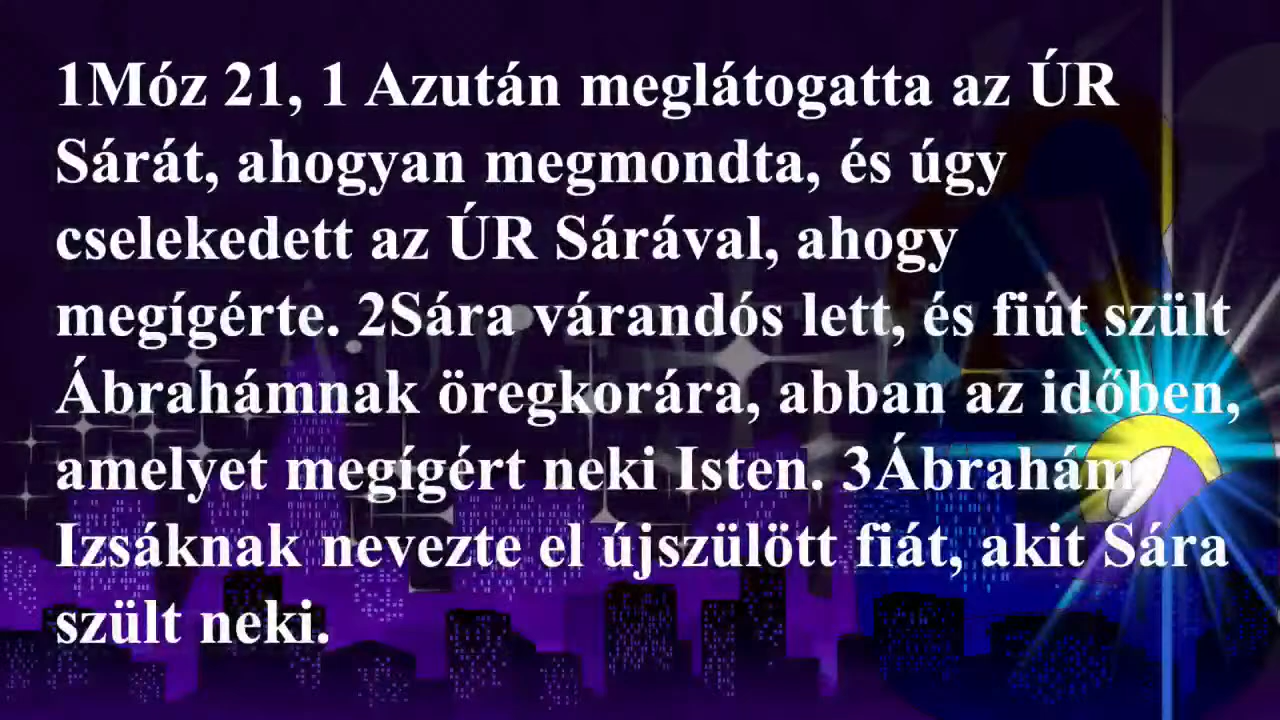 1Móz 21, 1 Azután meglátogatta az ÚR
Sárát, ahogyan megmondta, és úgy
cselekedett az ÚR Sárával, ahogy
megígérte. 2Sára várandós lett, és fiút szült
Ábrahámnak öregkorára, abban az időben,
amelyet megígért neki Isten. 3Ábrahám
Izsáknak nevezte el újszülött fiát, akit Sára
szült neki.